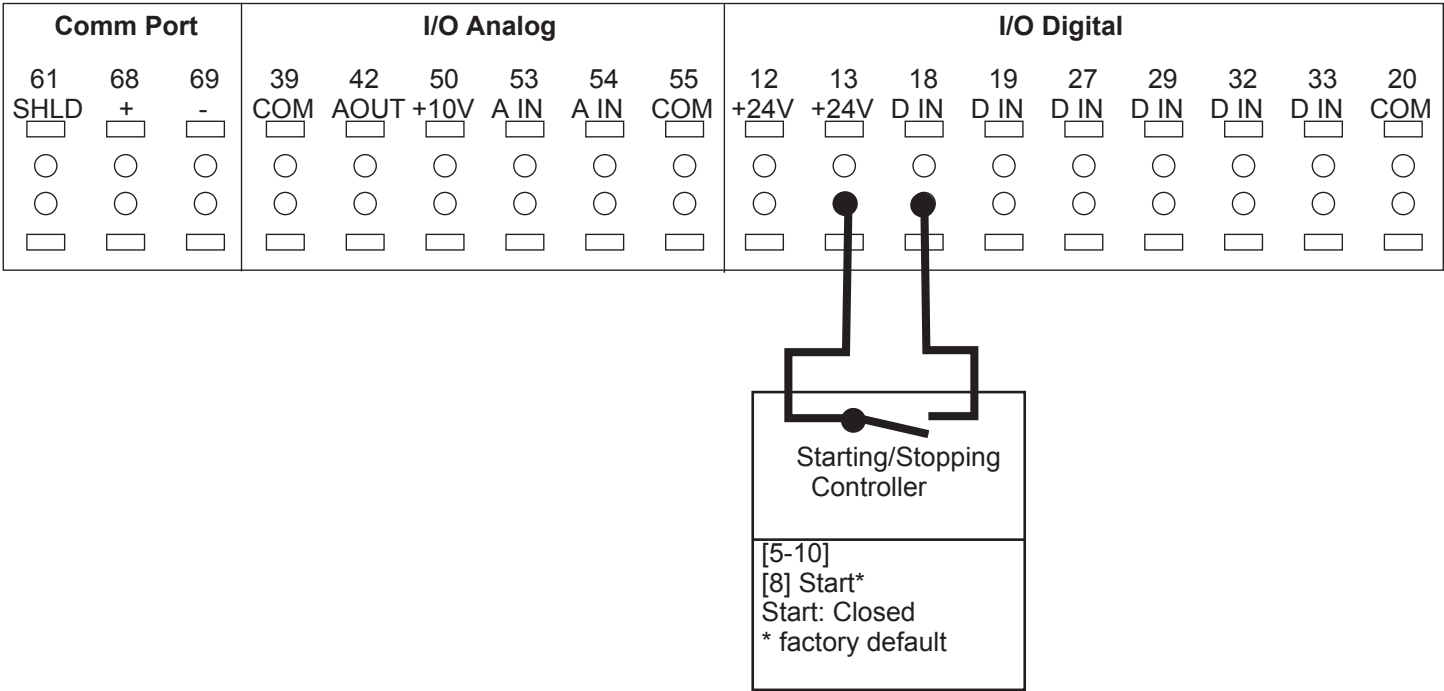 Comm Port I/O Analog I/O Digital
61 68 69 39 42 50 53 54 55 12 13 18 19 27 29 32 33 20
SHLD + - COM AOUT +10V A IN A IN COM +24V +24V D IN D IN D IN D IN D IN D IN COM
Starting/Stopping
Controller
[5-10]
[8] Start*
Start: Closed
* factory default